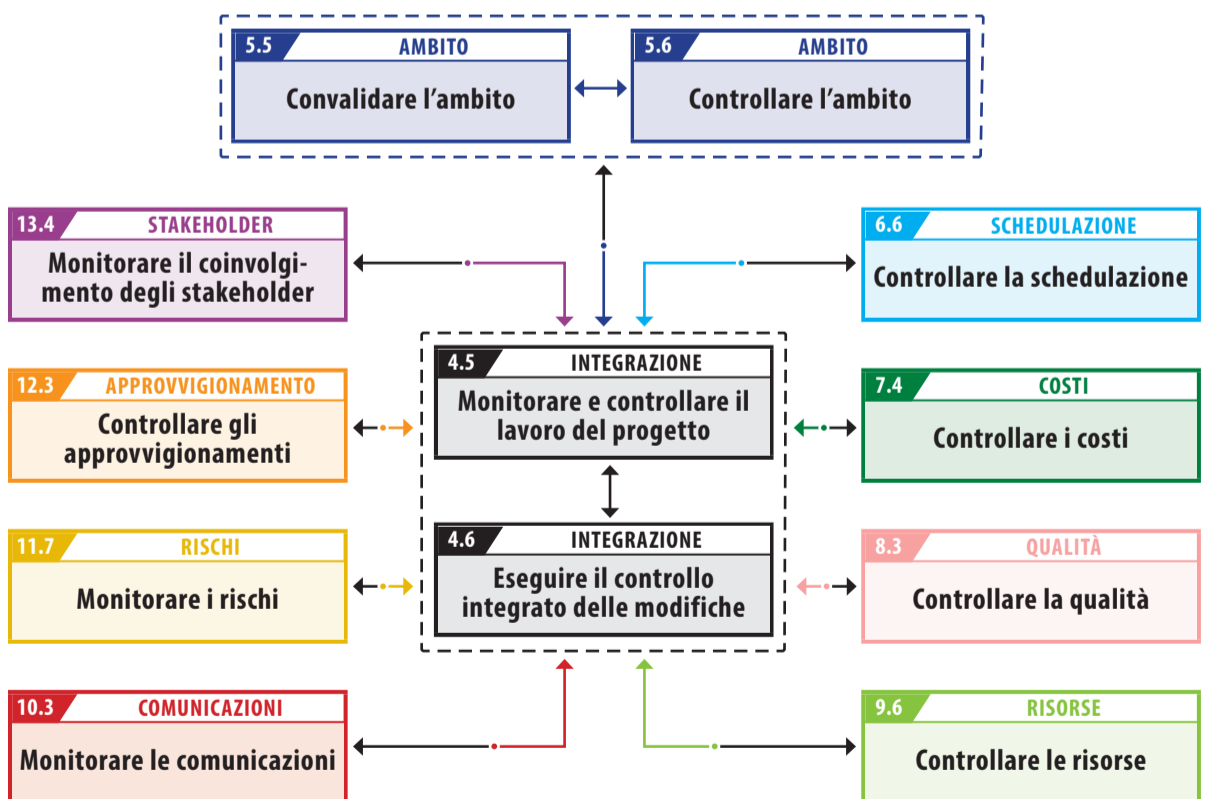 5.5 AMBITO
Convalidare l’ambito
5.6 AMBITO
Controllare l’ambito
13.4 STAKEHOLDER
Monitorare il coinvolgi-
mento degli stakeholder
6.6 SCHEDULAZIONE
Controllare la schedulazione
4.5 INTEGRAZIONE
Monitorare e controllare il
lavoro del progetto
12.3 APPROVVIGIONAMENTO
Controllare gli
approvvigionamenti
7.4 COSTI
Controllare i costi
4.6 INTEGRAZIONE
Eseguire il controllo
integrato delle modifiche
11.7 RISCHI
Monitorare i rischi
8.3 QUALITÀ
Controllare la qualità
10.3 COMUNICAZIONI
Monitorare le comunicazioni
9.6 RISORSE
Controllare le risorse